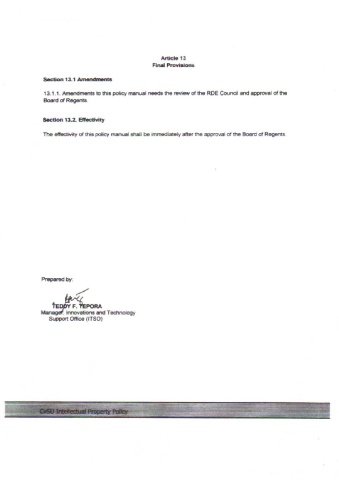 Article 13
Final Provisions
Section 13.1 Amendments
13.1.1. Amendments to this policy manual needs the review of the RDE Council and approval of the
Board of Regents.
Section 13.2. Effectivity
The effectivity of this policy manual shall be immediately after the approval of the Board of Regents.
Prepared by:
TEDDY F. TEPORA
Manager, Innovations and Technology
Support Office (ITSO)
CvSU Intellectual Property Policy